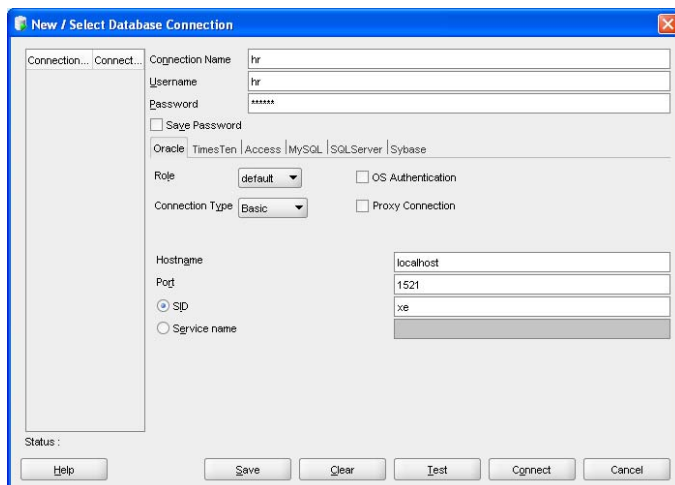 New / Select Database Connection
Connection... Connect...
Connection Name hr
Username hr
Password ******
Save Password
Oracle TimesTen Access MySQL SQLServer Sybase
Role default OS Authentication
Connection Type Basic Proxy Connection
Hostname localhost
Port 1521
SID xe
Service name
Status :
Help Save Clear Test Connect Cancel